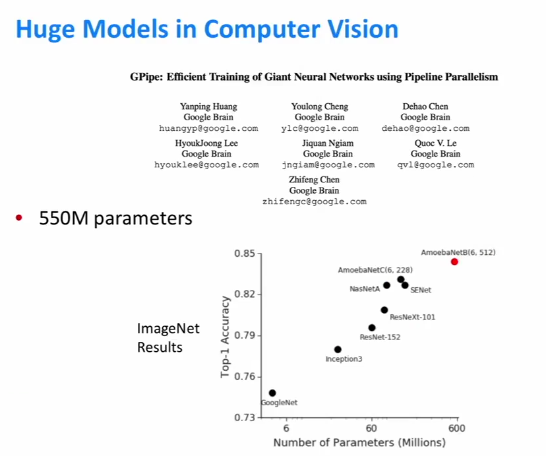 Huge Models in Computer Vision
GPipe: Efficient Training of Giant Neural Networks using Pipeline Parallelism
Yanping Huang Youlong Cheng Dehao Chen
Google Brain Google Brain Google Brain
huangyp@google.com ylc@google.com dehao@google.com
HyoukJoong Lee Jiquan Ngiam Quoc V. Le
Google Brain Google Brain Google Brain
hyouklee@google.com jngiam@google.com qvl@google.com
Zhifeng Chen
Google Brain
zhifengc@google.com
• 550M parameters
ImageNet
Results
Top-1 Accuracy
0.85
0.82
0.79
0.76
0.73
AmoebaNetB(6, 512)
AmoebaNetC(6, 228)
NasNetA
SENet
ResNeXt-101
ResNet-152
Inception3
GoogleNet
6 60 600
Number of Parameters (Millions)